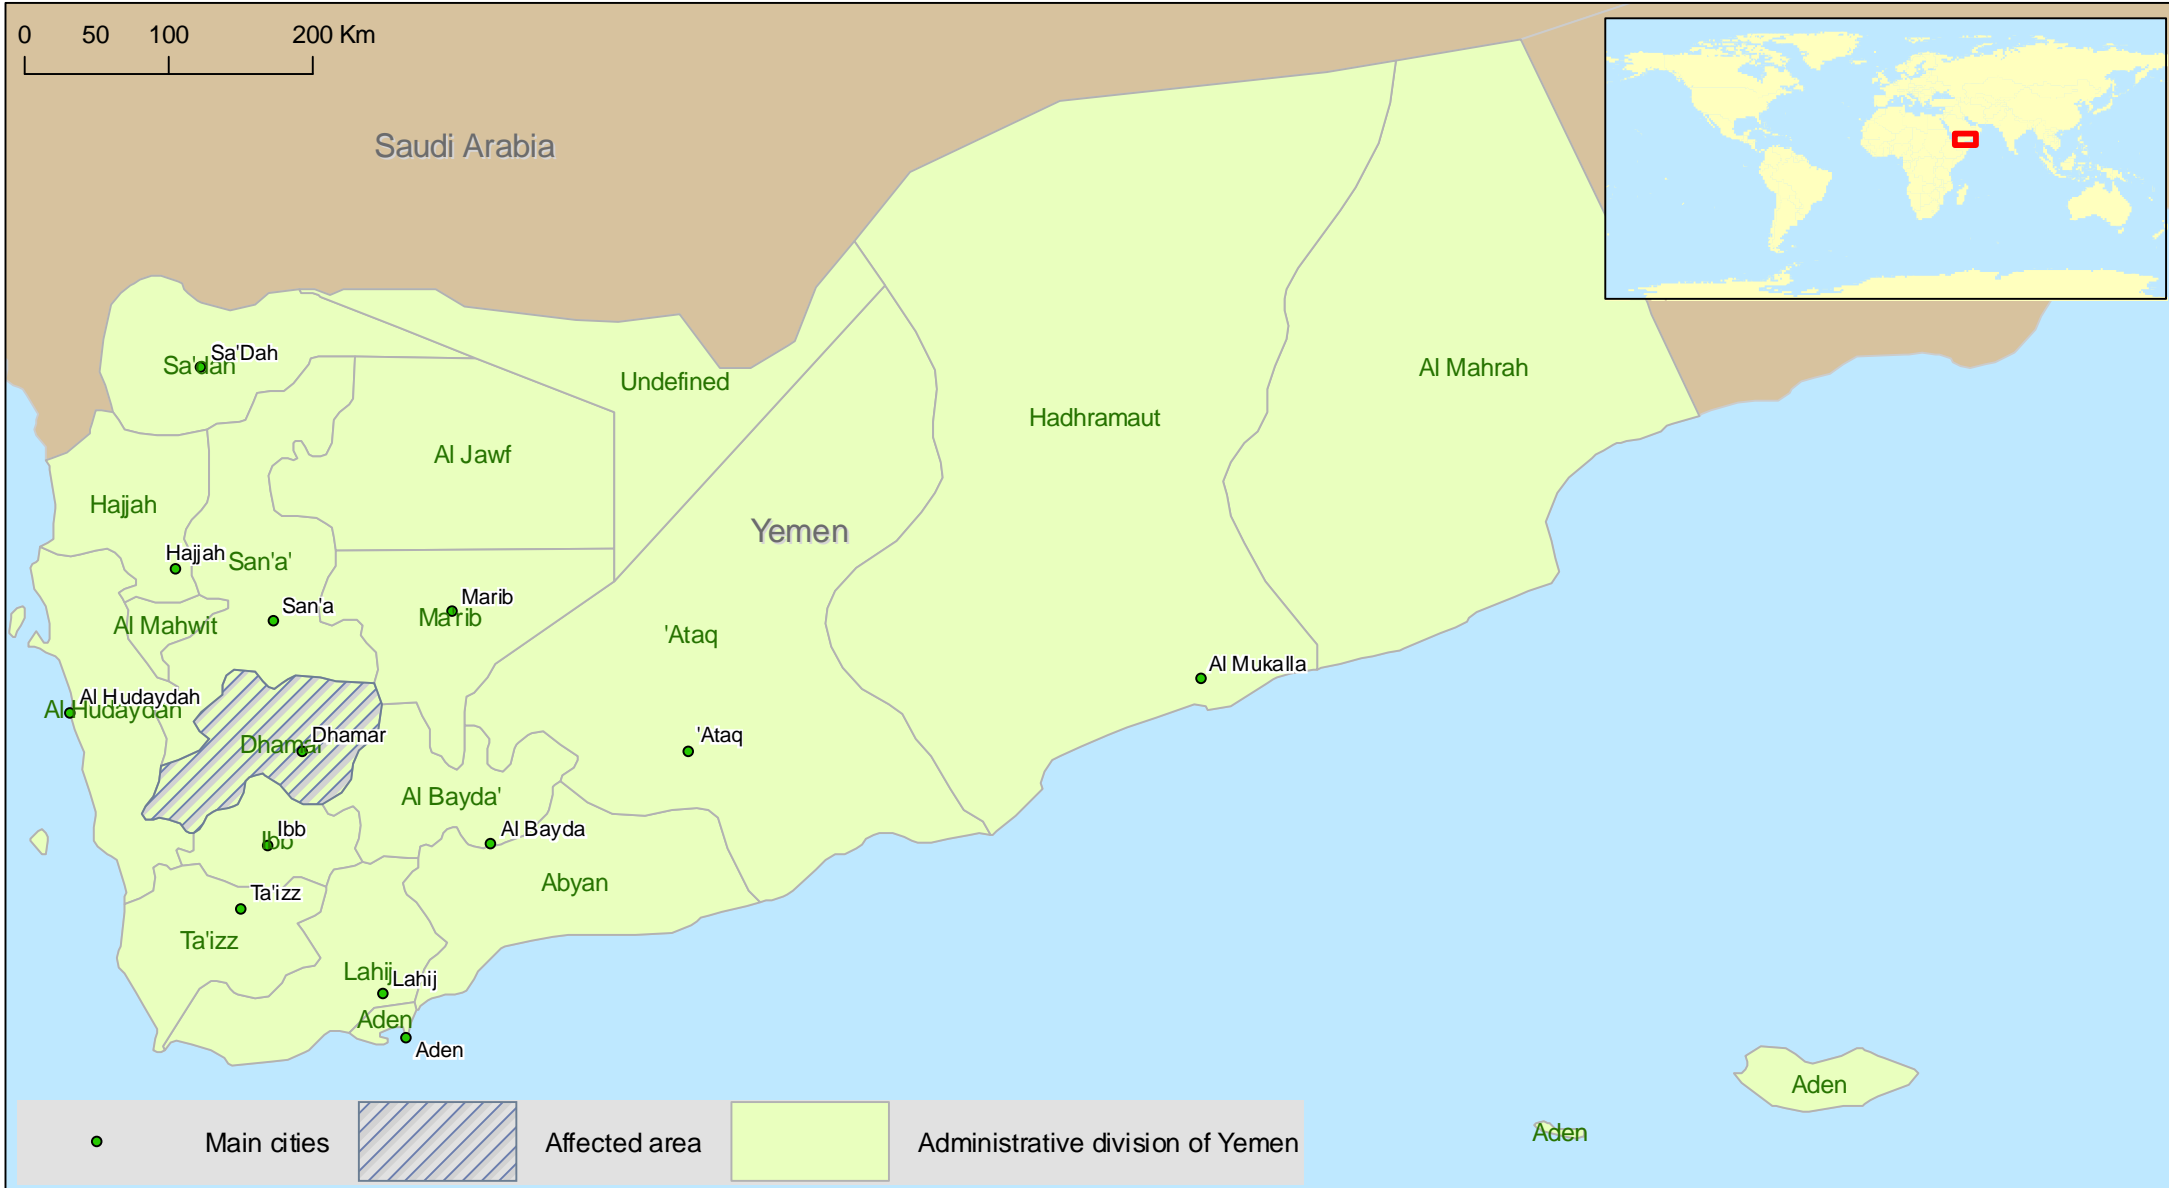 0 50 100 200 Km
Saudi Arabia
Sa'Dah
Sa'dah
Undefined
Al Mahrah
Hadhramaut
Al Jawf
Hajjah
Yemen
Hajjah
San'a'
San'a
Marib
Ma'rib
Al Mahwit
'Ataq
Al Mukalla
Al Hudaydah
Al Hudaydah
Dhamar
Dhamar
'Ataq
Al Bayda'
Ibb
Ibb
Al Bayda
Abyan
Ta'izz
Ta'izz
Lahij
Lahij
Aden
Aden
Aden
Aden
Main cities
Affected area
Administrative division of Yemen